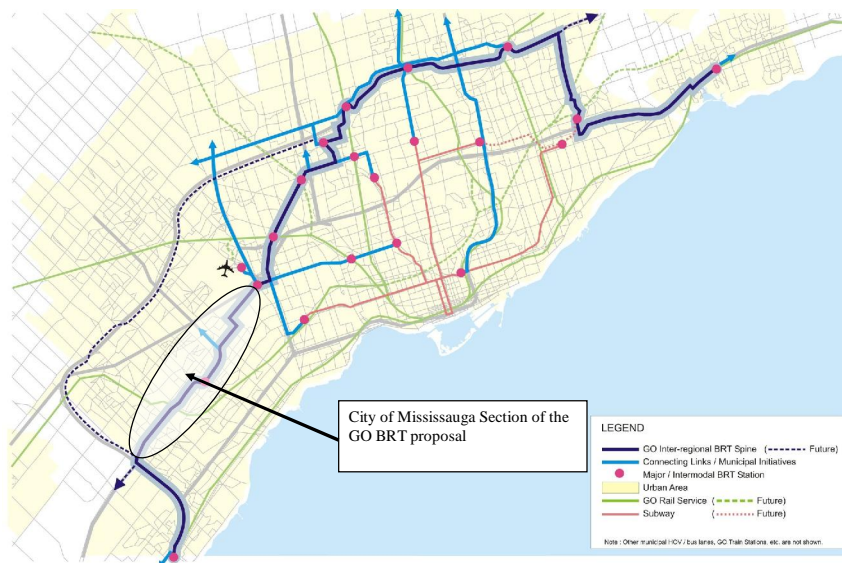 City of Mississauga Section of the
GO BRT proposal
LEGEND
GO Inter-regional BRT Spine ( Future)
Connecting Links / Municipal Initiatives
Major / Intermodal BRT Station
Urban Area
GO Rail Service ( Future)
Subway ( Future)
Note : Other municipal HOV / bus lanes, GO Train Stations, etc. are not shown.